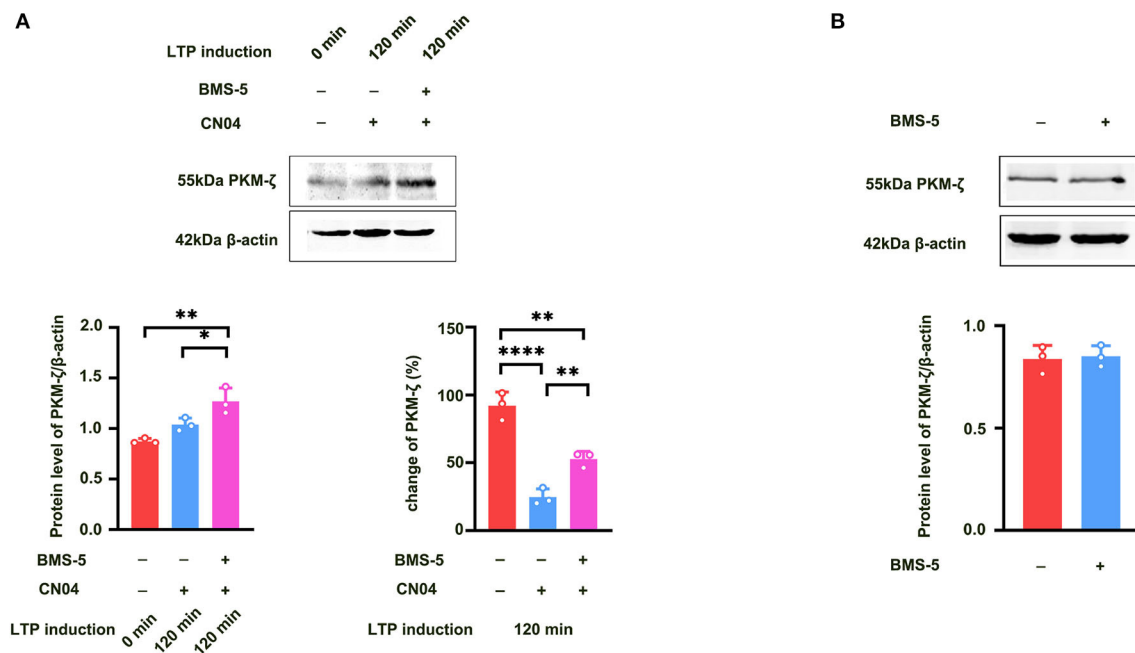 A
LTP induction 0 min 120 min 120 min
BMS-5 – – +
CN04 – + +
55kDa PKM-ζ
42kDa β-actin
Protein level of PKM-ζ/β-actin
2.0
1.5
1.0
0.5
0.0
**
*
BMS-5 – – +
CN04 – + +
LTP induction 0 min 120 min 120 min
change of PKM-ζ (%)
150
100
50
0
**
****
**
BMS-5 – – +
CN04 – + +
LTP induction 120 min
B
BMS-5 – +
55kDa PKM-ζ
42kDa β-actin
Protein level of PKM-ζ/β-actin
1.0
0.5
0.0
BMS-5 – +